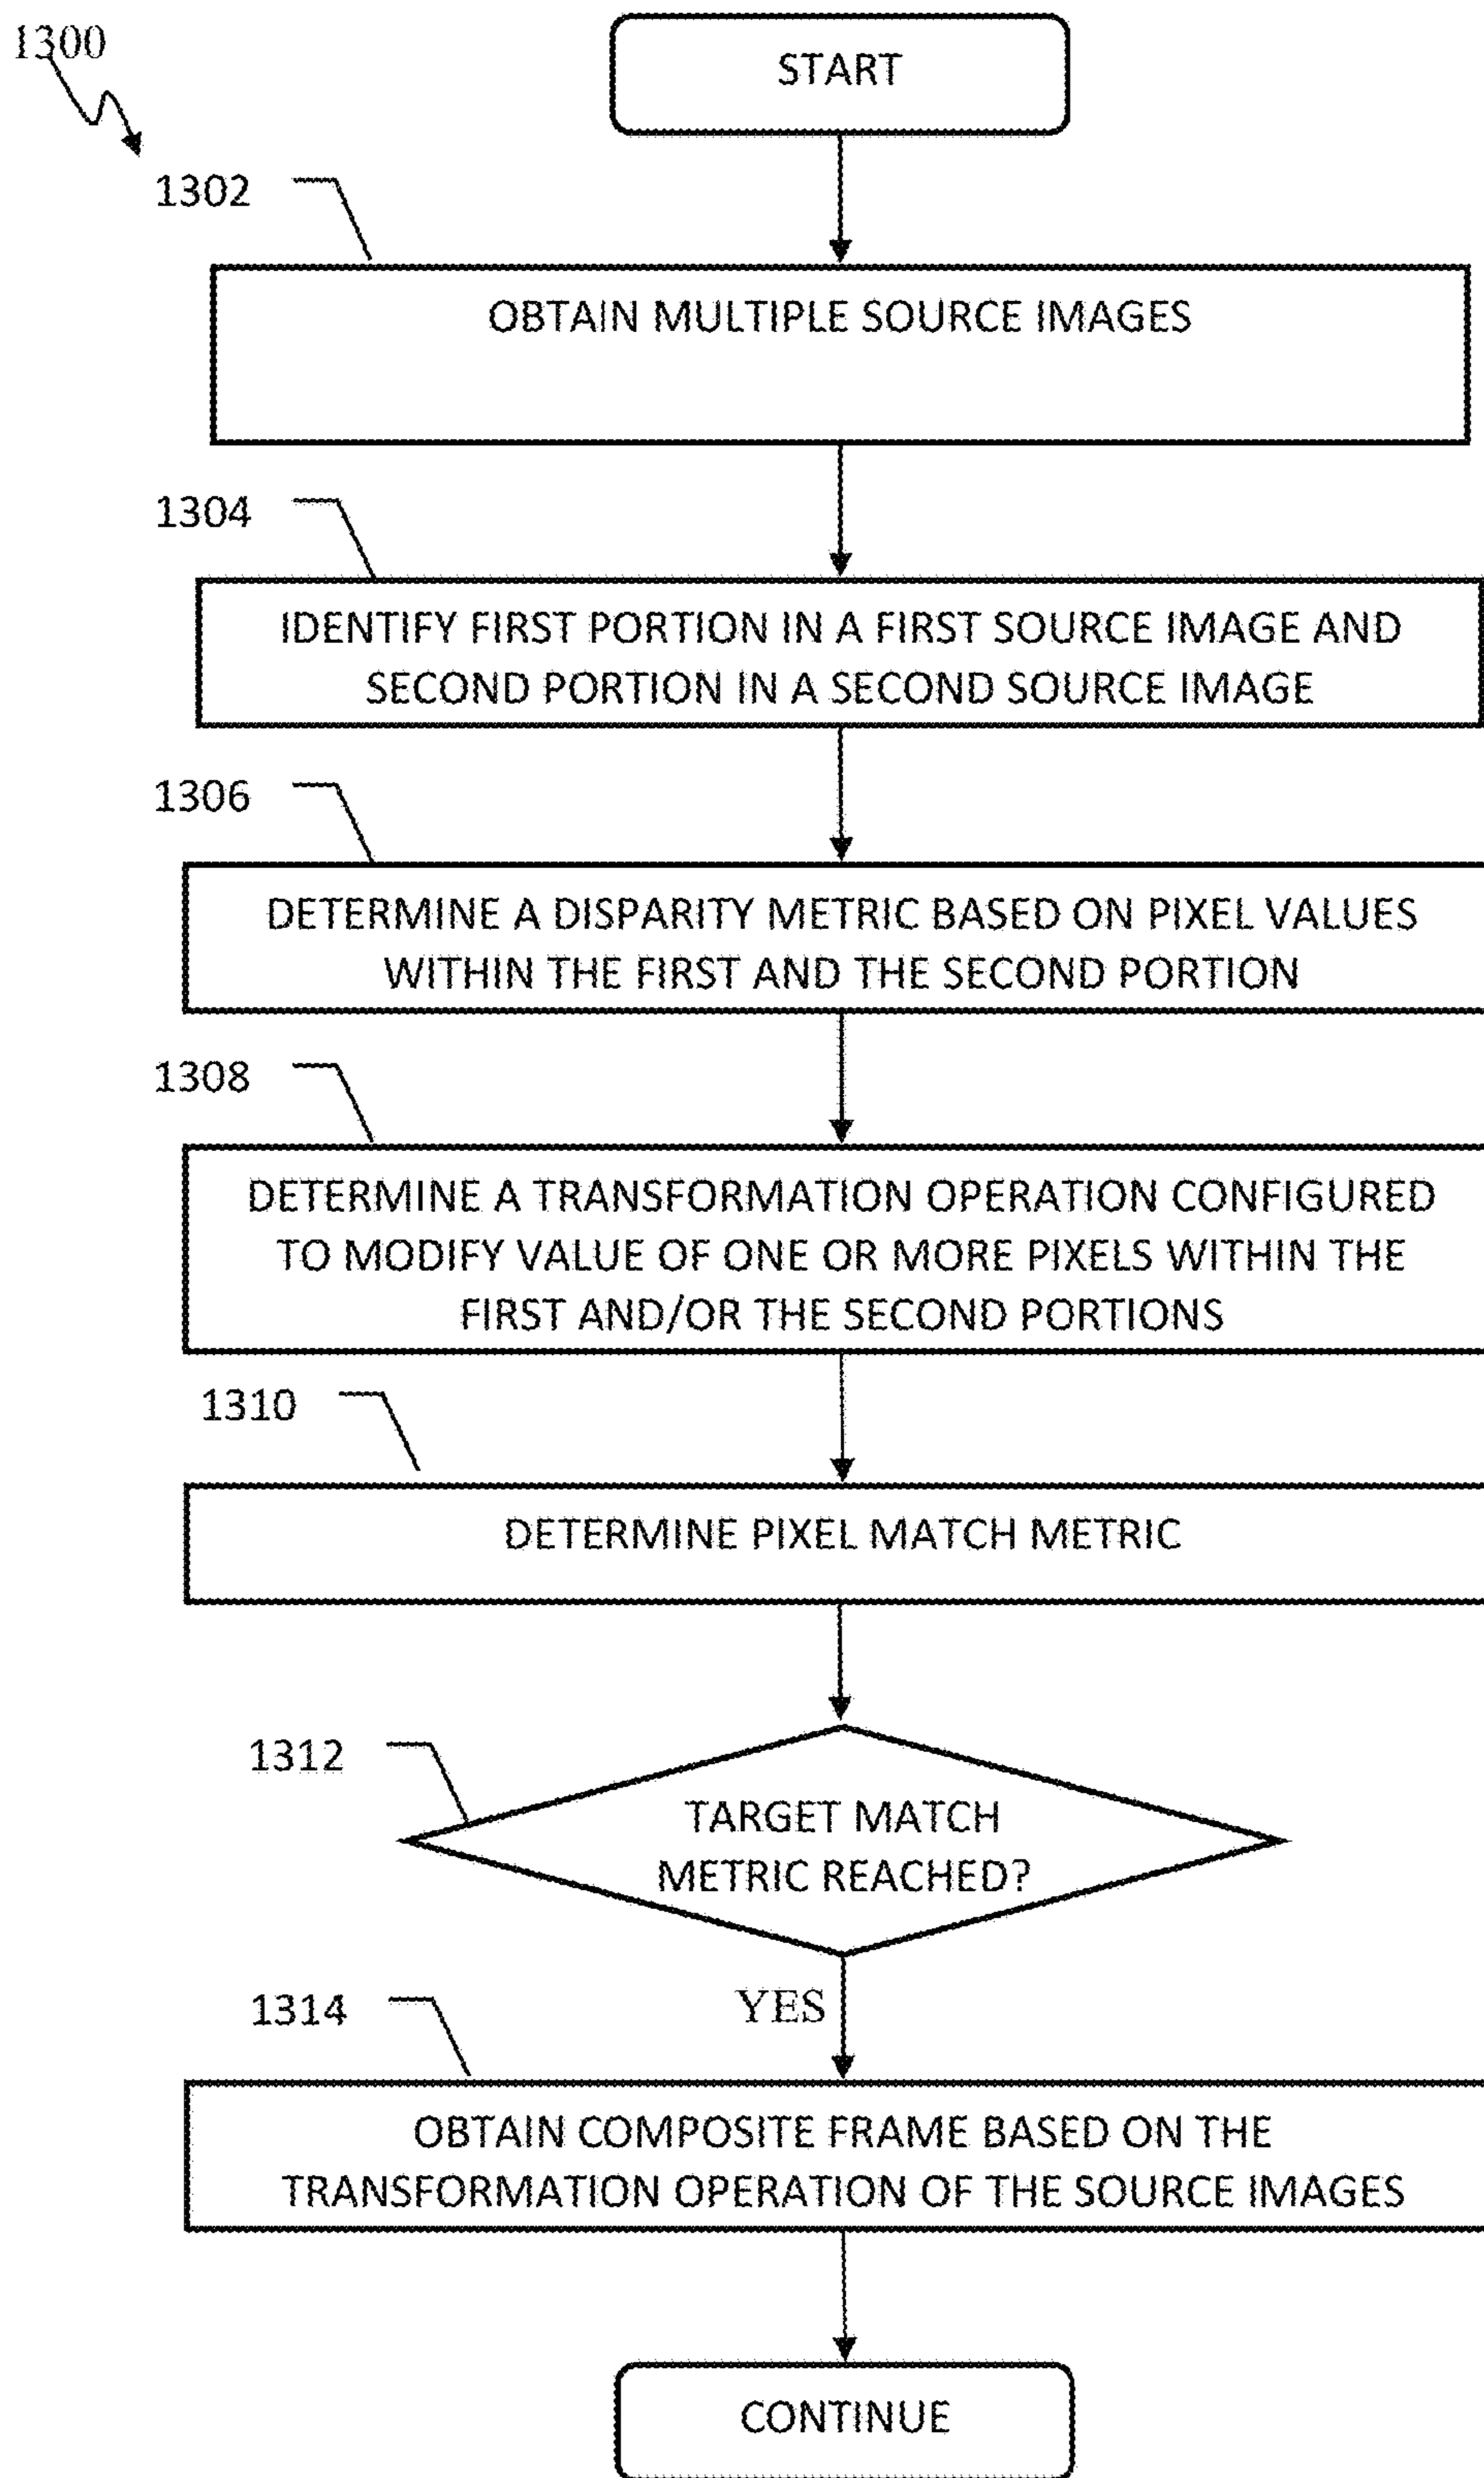 1300
START
1302
OBTAIN MULTIPLE SOURCE IMAGES
1304
IDENTIFY FIRST PORTION IN A FIRST SOURCE IMAGE AND
SECOND PORTION IN A SECOND SOURCE IMAGE
1306
DETERMINE A DISPARITY METRIC BASED ON PIXEL VALUES
WITHIN THE FIRST AND THE SECOND PORTION
1308
DETERMINE A TRANSFORMATION OPERATION CONFIGURED
TO MODIFY VALUE OF ONE OR MORE PIXELS WITHIN THE
FIRST AND/OR THE SECOND PORTIONS
1310
DETERMINE PIXEL MATCH METRIC
1312
TARGET MATCH
METRIC REACHED?
YES
1314
OBTAIN COMPOSITE FRAME BASED ON THE
TRANSFORMATION OPERATION OF THE SOURCE IMAGES
CONTINUE